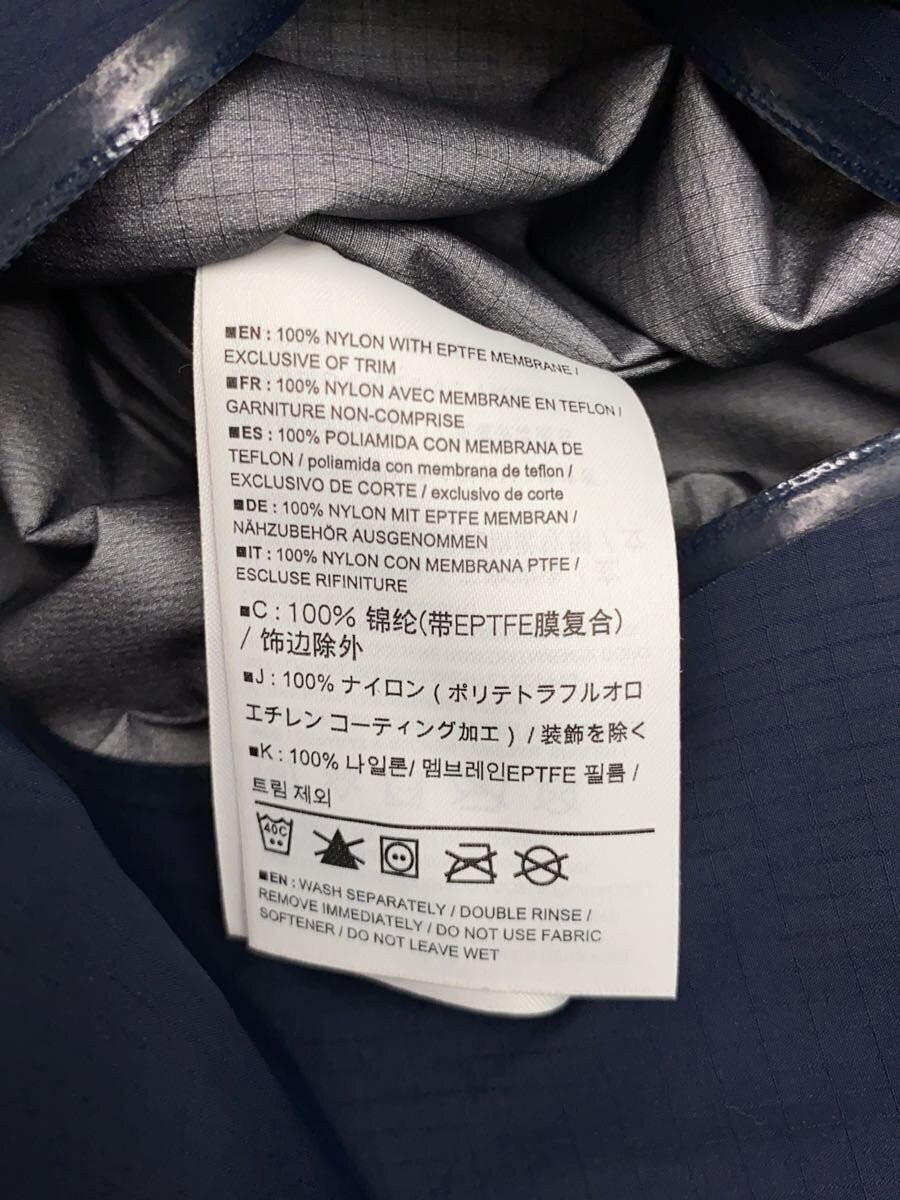 ■EN : 100% NYLON WITH EPTFE MEMBRANE /
EXCLUSIVE OF TRIM
■FR : 100% NYLON AVEC MEMBRANE EN TEFLON /
GARNITURE NON-COMPRISE
■ES : 100% POLIAMIDA CON MEMBRANA DE
TEFLON / poliamida con membrana de teflon /
EXCLUSIVO DE CORTE / exclusivo de corte
■DE : 100% NYLON MIT EPTFE MEMBRAN /
NÄHZUBEHÖR AUSGENOMMEN
■IT : 100% NYLON CON MEMBRANA PTFE /
ESCLUSE RIFINITURE
■C : 100% 锦纶(带EPTFE膜复合)
/ 饰边除外
■J : 100% ナイロン ( ポリテトラフルオロ
エチレン コーティング加工 ) / 装飾を除く
■K : 100% 나일론/ 멤브레인EPTFE 필름 /
트림 제외
40C
■EN : WASH SEPARATELY / DOUBLE RINSE /
REMOVE IMMEDIATELY / DO NOT USE FABRIC
SOFTENER / DO NOT LEAVE WET